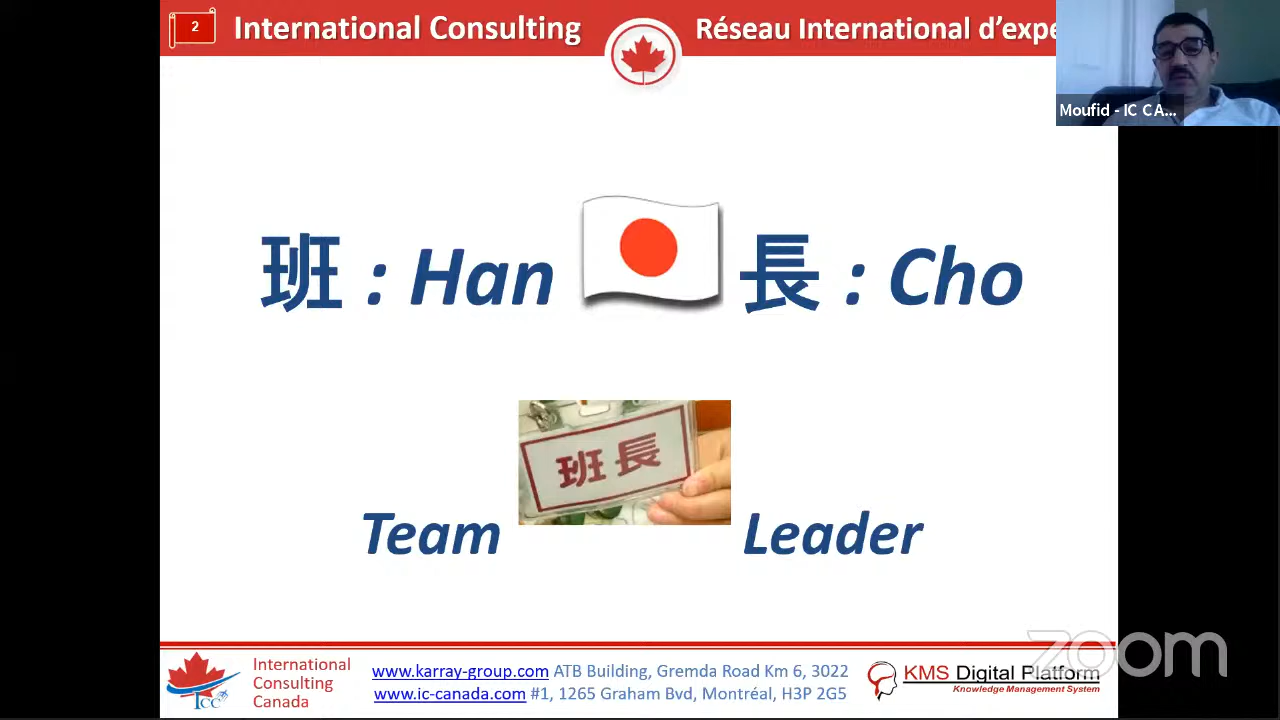 2
International Consulting
Réseau International d'expe
Moufid - IC CA...
班 : Han
長 : Cho
班長
Team
Leader
International
Consulting
Canada
ICC
www.karray-group.com ATB Building, Gremda Road Km 6, 3022
www.ic-canada.com #1, 1265 Graham Bvd, Montréal, H3P 2G5
KMS Digital Platform
Knowledge Management System
zoom